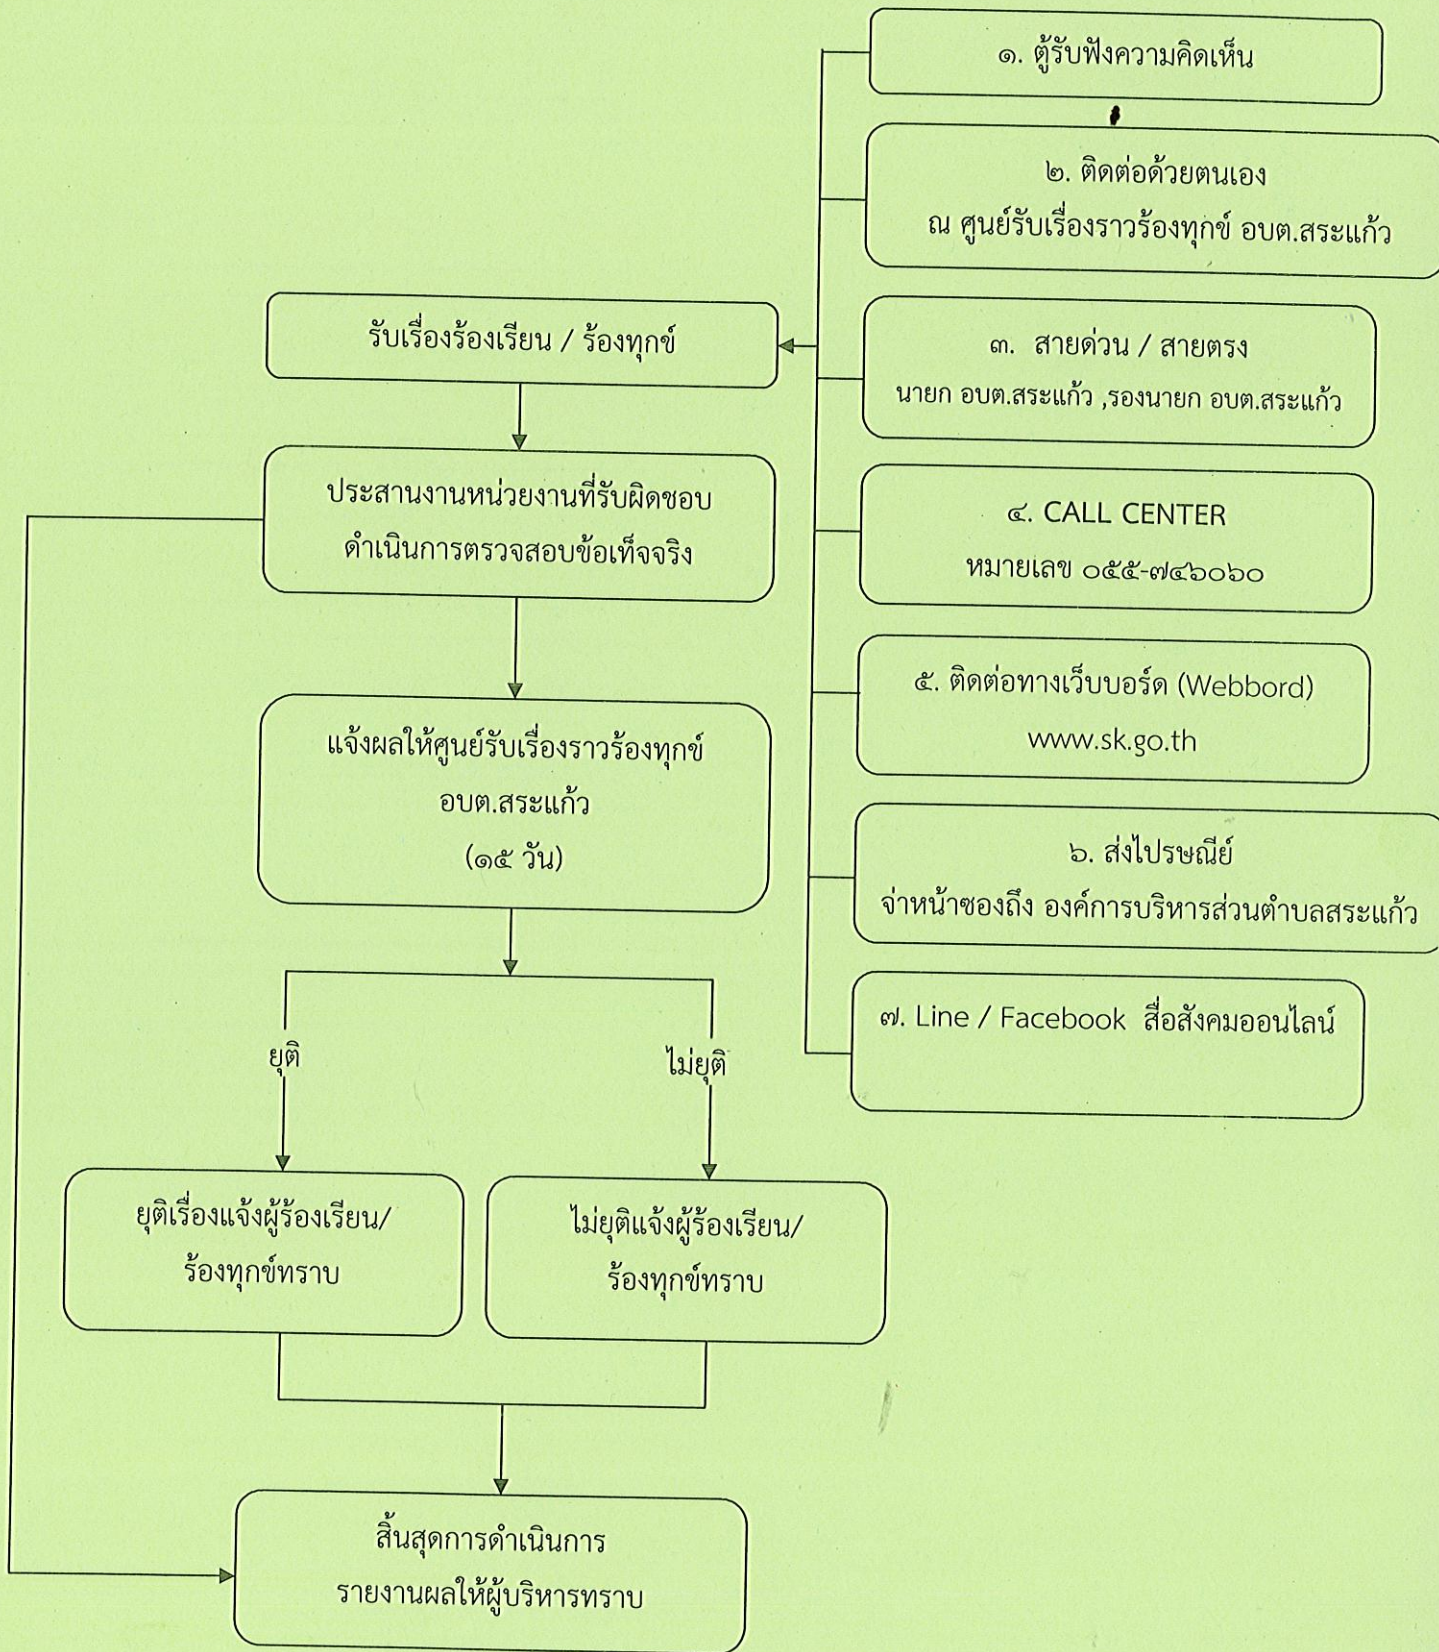 ๑. ตู้รับฟังความคิดเห็น
๒. ติดต่อด้วยตนเอง
ณ ศูนย์รับเรื่องราวร้องทุกข์ อบต.สระแก้ว
๓. สายด่วน / สายตรง
นายก อบต.สระแก้ว ,รองนายก อบต.สระแก้ว
๔. CALL CENTER
หมายเลข ๐๕๕-๗๔๖๐๖๐
๕. ติดต่อทางเว็บบอร์ด (Webbord)
www.sk.go.th
๖. ส่งไปรษณีย์
จ่าหน้าซองถึง องค์การบริหารส่วนตำบลสระแก้ว
๗. Line / Facebook สื่อสังคมออนไลน์
รับเรื่องร้องเรียน / ร้องทุกข์
ประสานงานหน่วยงานที่รับผิดชอบ
ดำเนินการตรวจสอบข้อเท็จจริง
แจ้งผลให้ศูนย์รับเรื่องราวร้องทุกข์
อบต.สระแก้ว
(๑๕ วัน)
ยุติ
ไม่ยุติ
ยุติเรื่องแจ้งผู้ร้องเรียน/
ร้องทุกข์ทราบ
ไม่ยุติแจ้งผู้ร้องเรียน/
ร้องทุกข์ทราบ
สิ้นสุดการดำเนินการ
รายงานผลให้ผู้บริหารทราบ